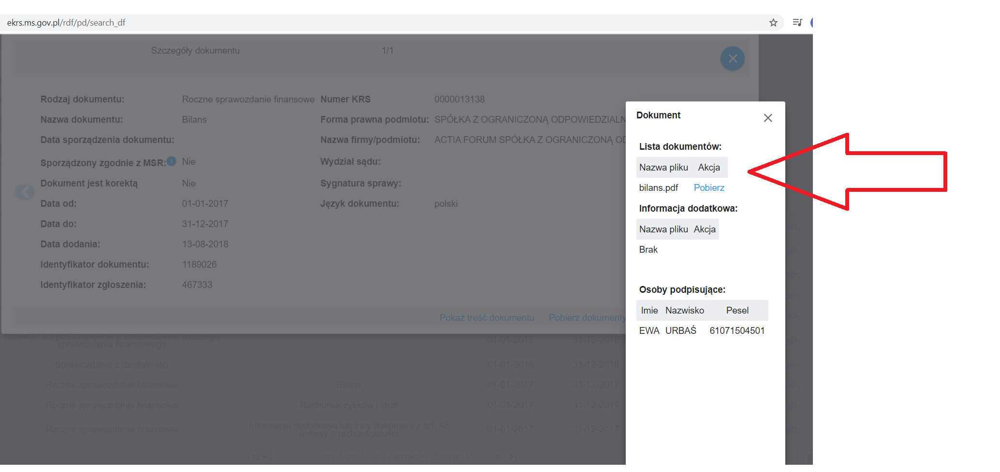 ekrs.ms.gov.pl/rdf/pd/search_df
Szczegóły dokumentu 1/1
Rodzaj dokumentu: Roczne sprawozdanie finansowe Numer KRS 0000013138
Nazwa dokumentu: Bilans Forma prawna podmiotu: SPÓŁKA Z OGRANICZONĄ
Data sporządzenia dokumentu: Nazwa firmy/podmiotu: ACTIA FORUM SPÓŁKA Z OGRANICZONĄ
Sporządzony zgodnie z MSR: Nie Wydział sądu:
Dokument jest korektą Nie Sygnatura sprawy:
Data od: 01-01-2017 Język dokumentu: polski
Data do: 31-12-2017
Data dodania: 13-08-2018
Identyfikator dokumentu: 1189026
Identyfikator zgłoszenia: 467333
Pokaż treść dokumentu Pobierz dokumenty
Uchwała lub postanowienie o zatwierdzeniu rocznego
sprawozdania finansowego 01-01-2018 31-12-2018
Sprawozdanie z działalności 01-01-2018 31-12-2018
Roczne sprawozdanie finansowe Bilans 01-01-2017 31-12-2017
Roczne sprawozdanie finansowe Rachunek zysków i strat 01-01-2017 31-12-2017
Roczne sprawozdanie finansowe Informacja dodatkowa lub inny dokument z art. 48
ustawy o rachunkowości 01-01-2017 31-12-2017
10 od: 1 do: 10 z 12 wyników. Strona: 1/2
Dokument
Lista dokumentów:
Nazwa pliku Akcja
bilans.pdf Pobierz
Informacja dodatkowa:
Nazwa pliku Akcja
Brak
Osoby podpisujące:
Imie Nazwisko Pesel
EWA URBAŚ 61071504501